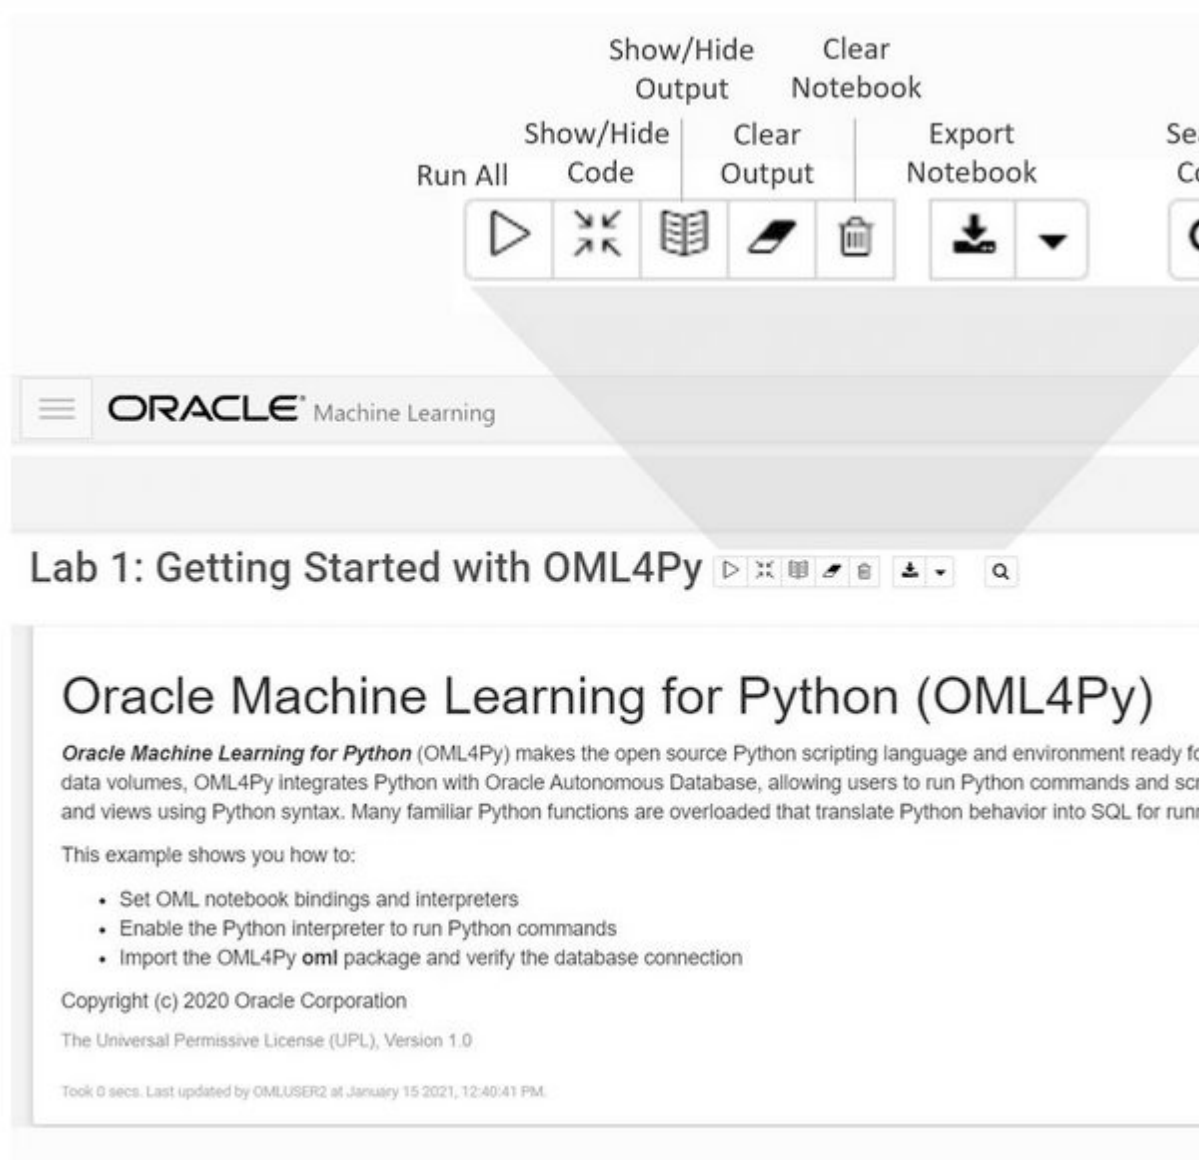 Show/Hide Output
Clear Notebook
Show/Hide Code
Clear Output
Export Notebook
Run All
ORACLE Machine Learning
Lab 1: Getting Started with OML4Py
Oracle Machine Learning for Python (OML4Py)
Oracle Machine Learning for Python (OML4Py) makes the open source Python scripting language and environment ready
data volumes, OML4Py integrates Python with Oracle Autonomous Database, allowing users to run Python commands and
and views using Python syntax. Many familiar Python functions are overloaded that translate Python behavior into SQL for
This example shows you how to:
• Set OML notebook bindings and interpreters
• Enable the Python interpreter to run Python commands
• Import the OML4Py oml package and verify the database connection
Copyright (c) 2020 Oracle Corporation
The Universal Permissive License (UPL), Version 1.0
Took 0 secs. Last updated by OMLUSER2 at January 15 2021, 12:40:41 PM.